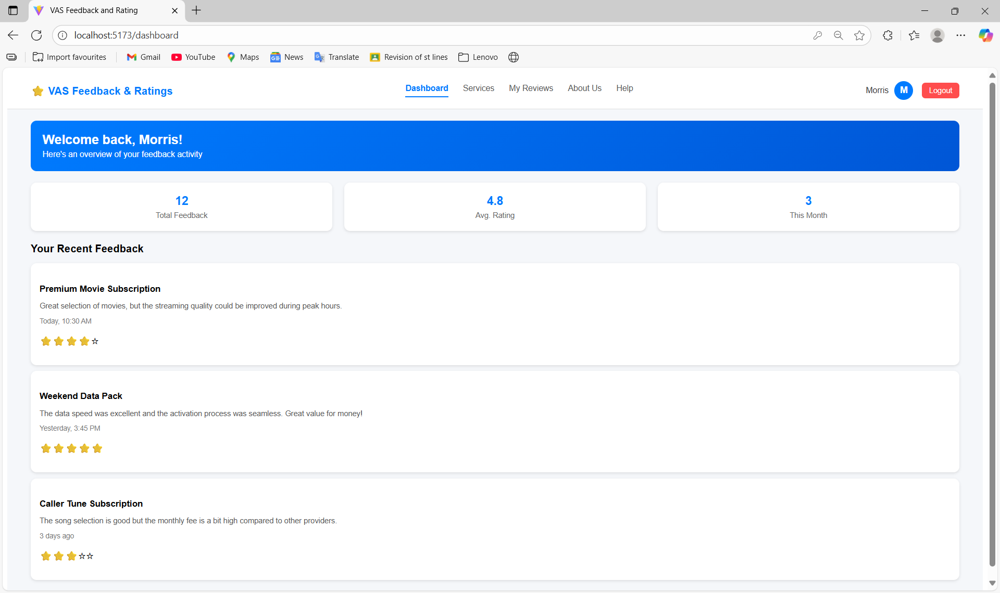 VAS Feedback and Rating
localhost:5173/dashboard
Import favourites
Gmail
YouTube
Maps
News
Translate
Revision of st lines
Lenovo
VAS Feedback & Ratings
Dashboard
Services
My Reviews
About Us
Help
Morris
M
Logout
Welcome back, Morris!
Here's an overview of your feedback activity
12
Total Feedback
4.8
Avg. Rating
3
This Month
Your Recent Feedback
Premium Movie Subscription
Great selection of movies, but the streaming quality could be improved during peak hours.
Today, 10:30 AM
Weekend Data Pack
The data speed was excellent and the activation process was seamless. Great value for money!
Yesterday, 3:45 PM
Caller Tune Subscription
The song selection is good but the monthly fee is a bit high compared to other providers.
3 days ago